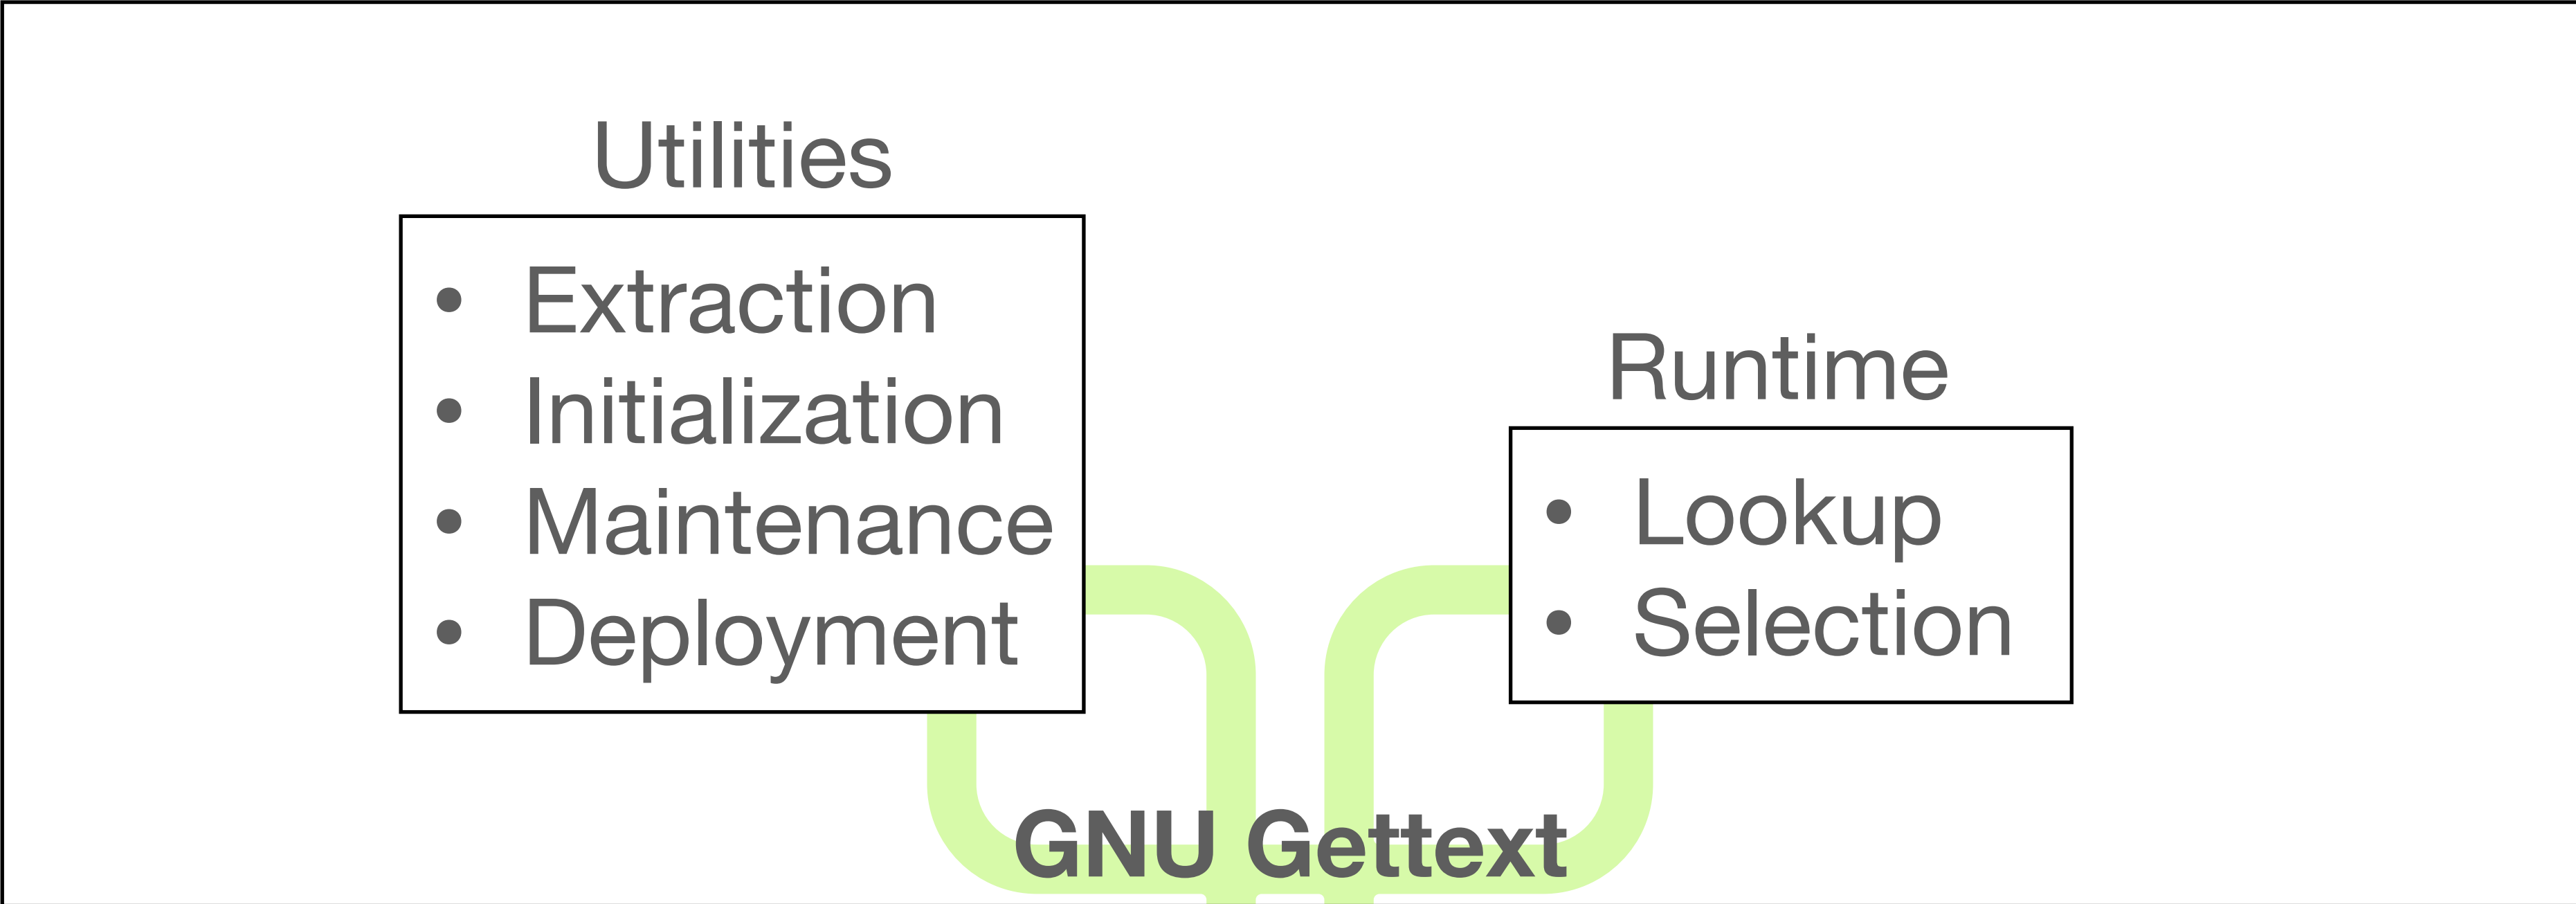 Utilities
• Extraction
• Initialization
• Maintenance
• Deployment
Runtime
• Lookup
• Selection
GNU Gettext